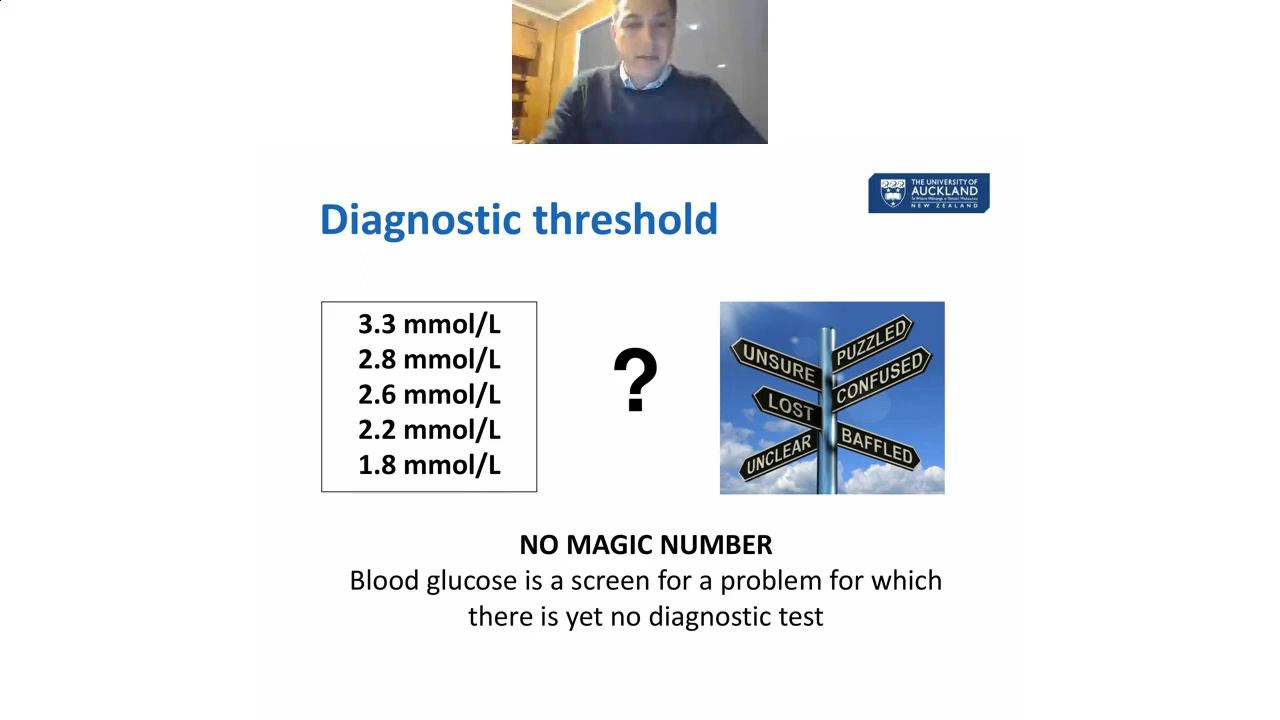 THE UNIVERSITY OF
AUCKLAND
NEW ZEALAND
Diagnostic threshold
3.3 mmol/L
2.8 mmol/L
2.6 mmol/L
2.2 mmol/L
1.8 mmol/L
?
UNSURE
PUZZLED
CONFUSED
LOST
UNCLEAR
BAFFLED
NO MAGIC NUMBER
Blood glucose is a screen for a problem for which
there is yet no diagnostic test